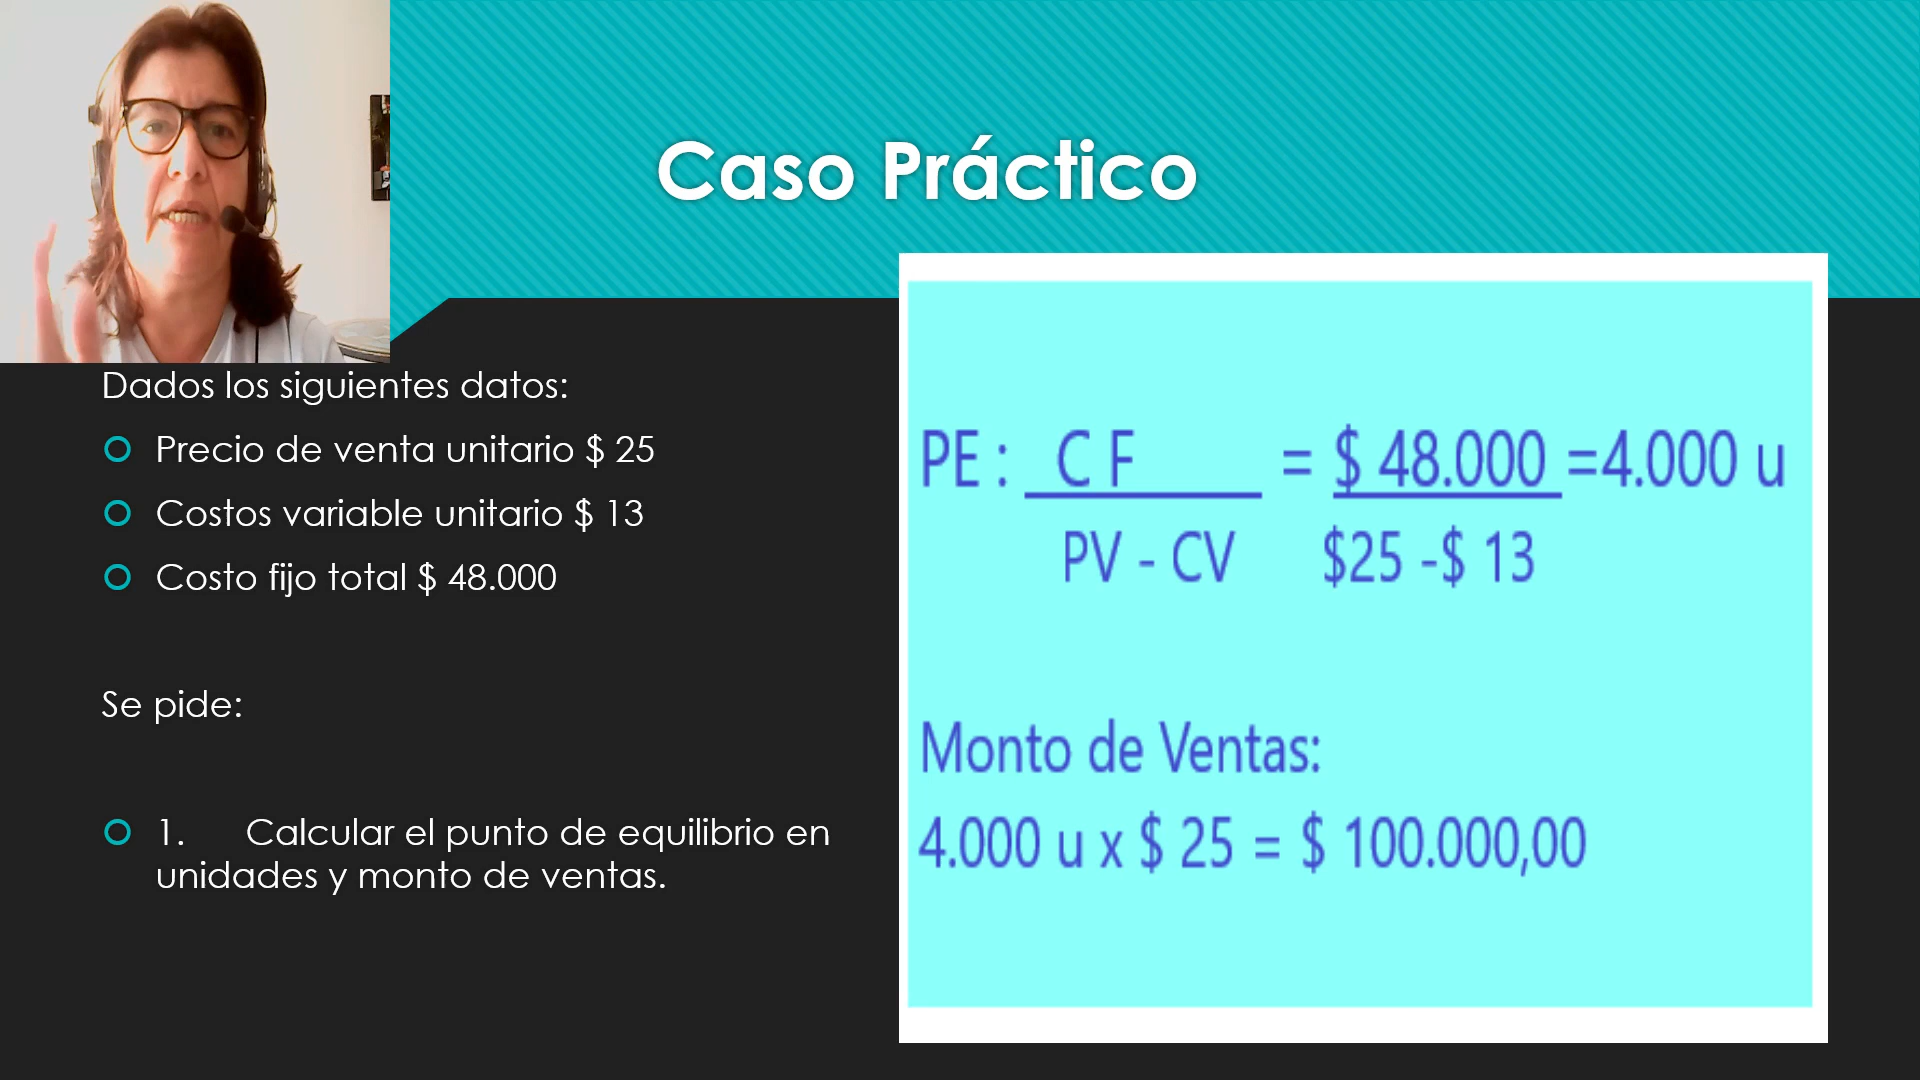 Caso Práctico
Dados los siguientes datos:
Precio de venta unitario $ 25
Costos variable unitario $ 13
Costo fijo total $ 48.000
Se pide:
1. Calcular el punto de equilibrio en
unidades y monto de ventas.
PE : C F = $ 48.000 =4.000 u
PV - CV $25 -$ 13
Monto de Ventas:
4.000 u x $ 25 = $ 100.000,00